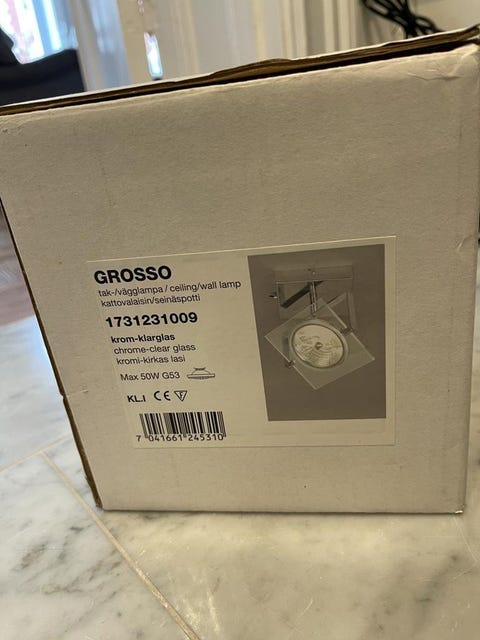 GROSSO
tak-/vägglampa / ceiling/wall lamp
kattovalaisin/seinäspotti
1731231009
krom-klarglas
chrome-clear glass
kromi-kirkas lasi
Max 50W G53
KL.I CE F
7 041661 245310